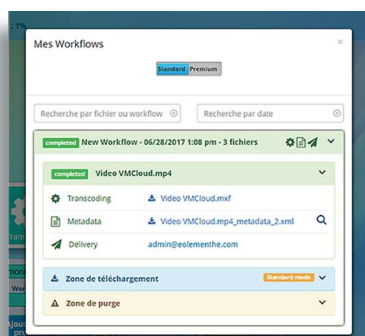 : 1%
Mes Workflows ×
Standard Premium
Recherche par fichier ou workflow
Recherche par date
completed New Workflow - 06/28/2017 1:08 pm - 3 fichiers
completed Video VMCloud.mp4
Transcoding Video VMCloud.mxf
Metadata Video VMCloud.mp4_metadata_2.xml
Delivery admin@eolementhe.com
Zone de téléchargement Standard mode
Zone de purge